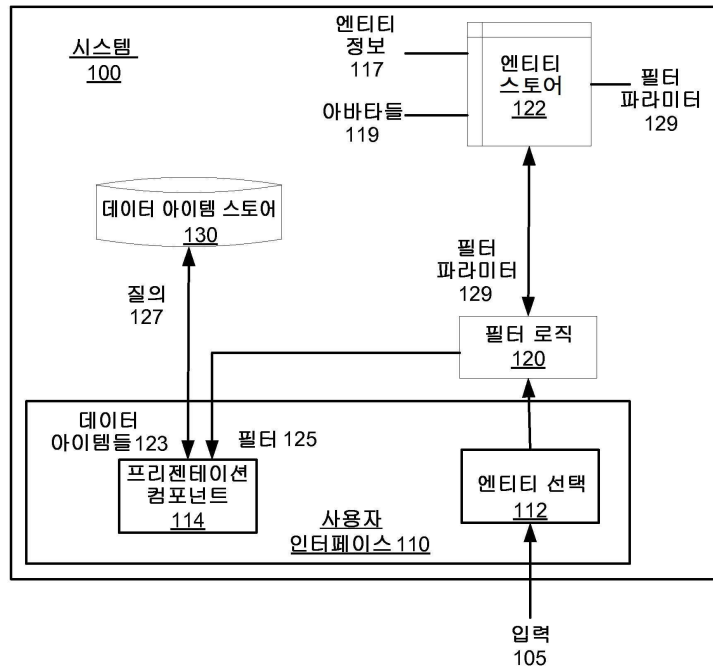 시스템
100
엔티티
정보
117
아바타들
119
엔티티
스토어
122
필터
파라미터
129
데이터 아이템 스토어
130
질의
127
필터
파라미터
129
필터 로직
120
데이터
아이템들123
필터 125
프리젠테이션
컴포넌트
114
엔티티 선택
112
사용자
인터페이스 110
입력
105